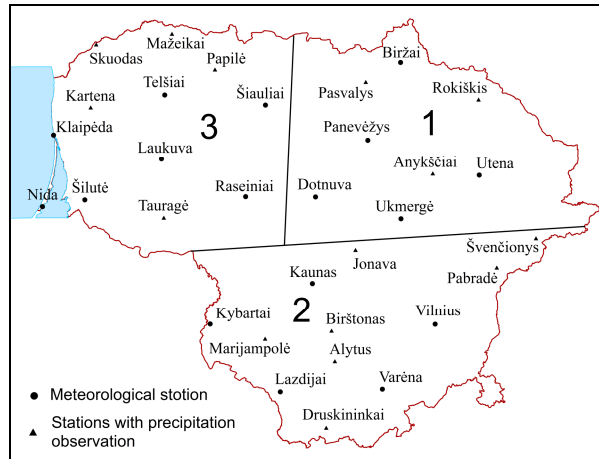 Mažeikai
Skuodas
Papilė
Biržai
Telšiai
Pasvalys
Rokiškis
Kartena
Šiauliai
3
1
Klaipėda
Panevėžys
Laukuva
Anykščiai
Utena
Nida
Šilutė
Raseiniai
Dotnuva
Tauragė
Ukmergė
Švenčionys
Jonava
Kaunas
Pabradė
2
Kybartai
Birštonas
Vilnius
Marijampolė
Alytus
Lazdijai
Varėna
Druskininkai
Meteorological stotion
Stations with precipitation
observation